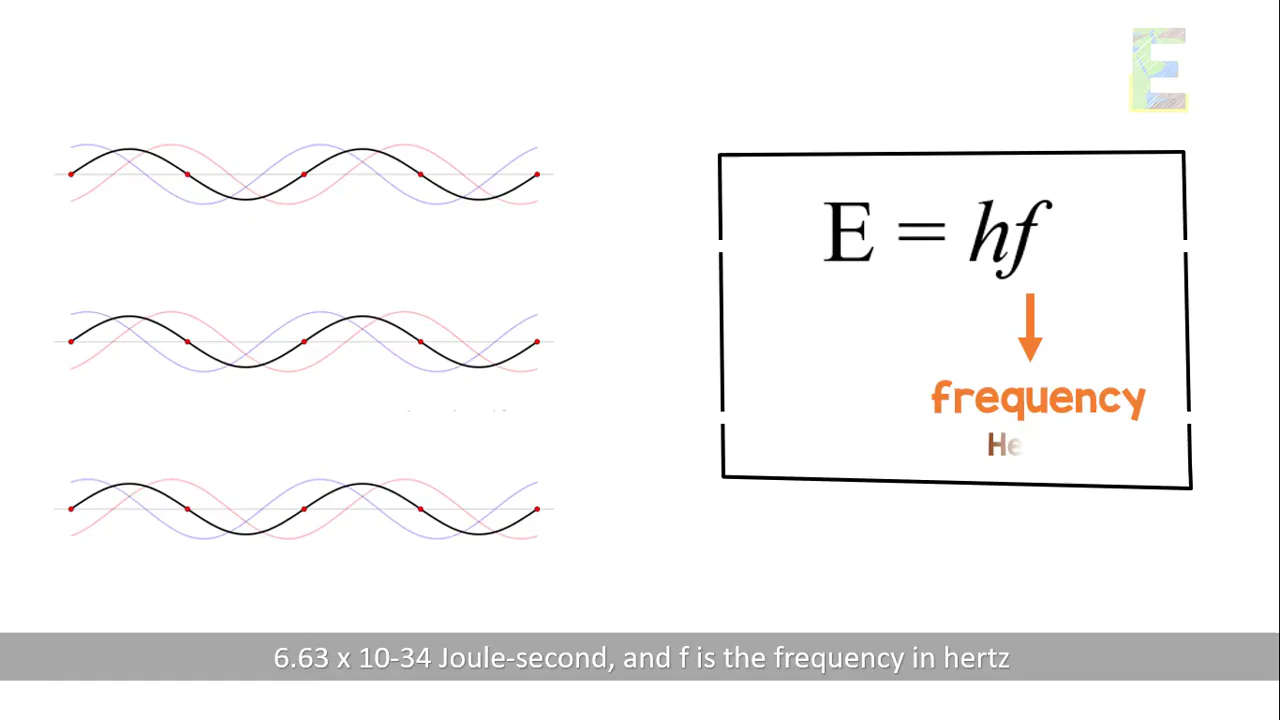 E
E = hf
frequency
He
6.63 x 10-34 Joule-second, and f is the frequency in hertz